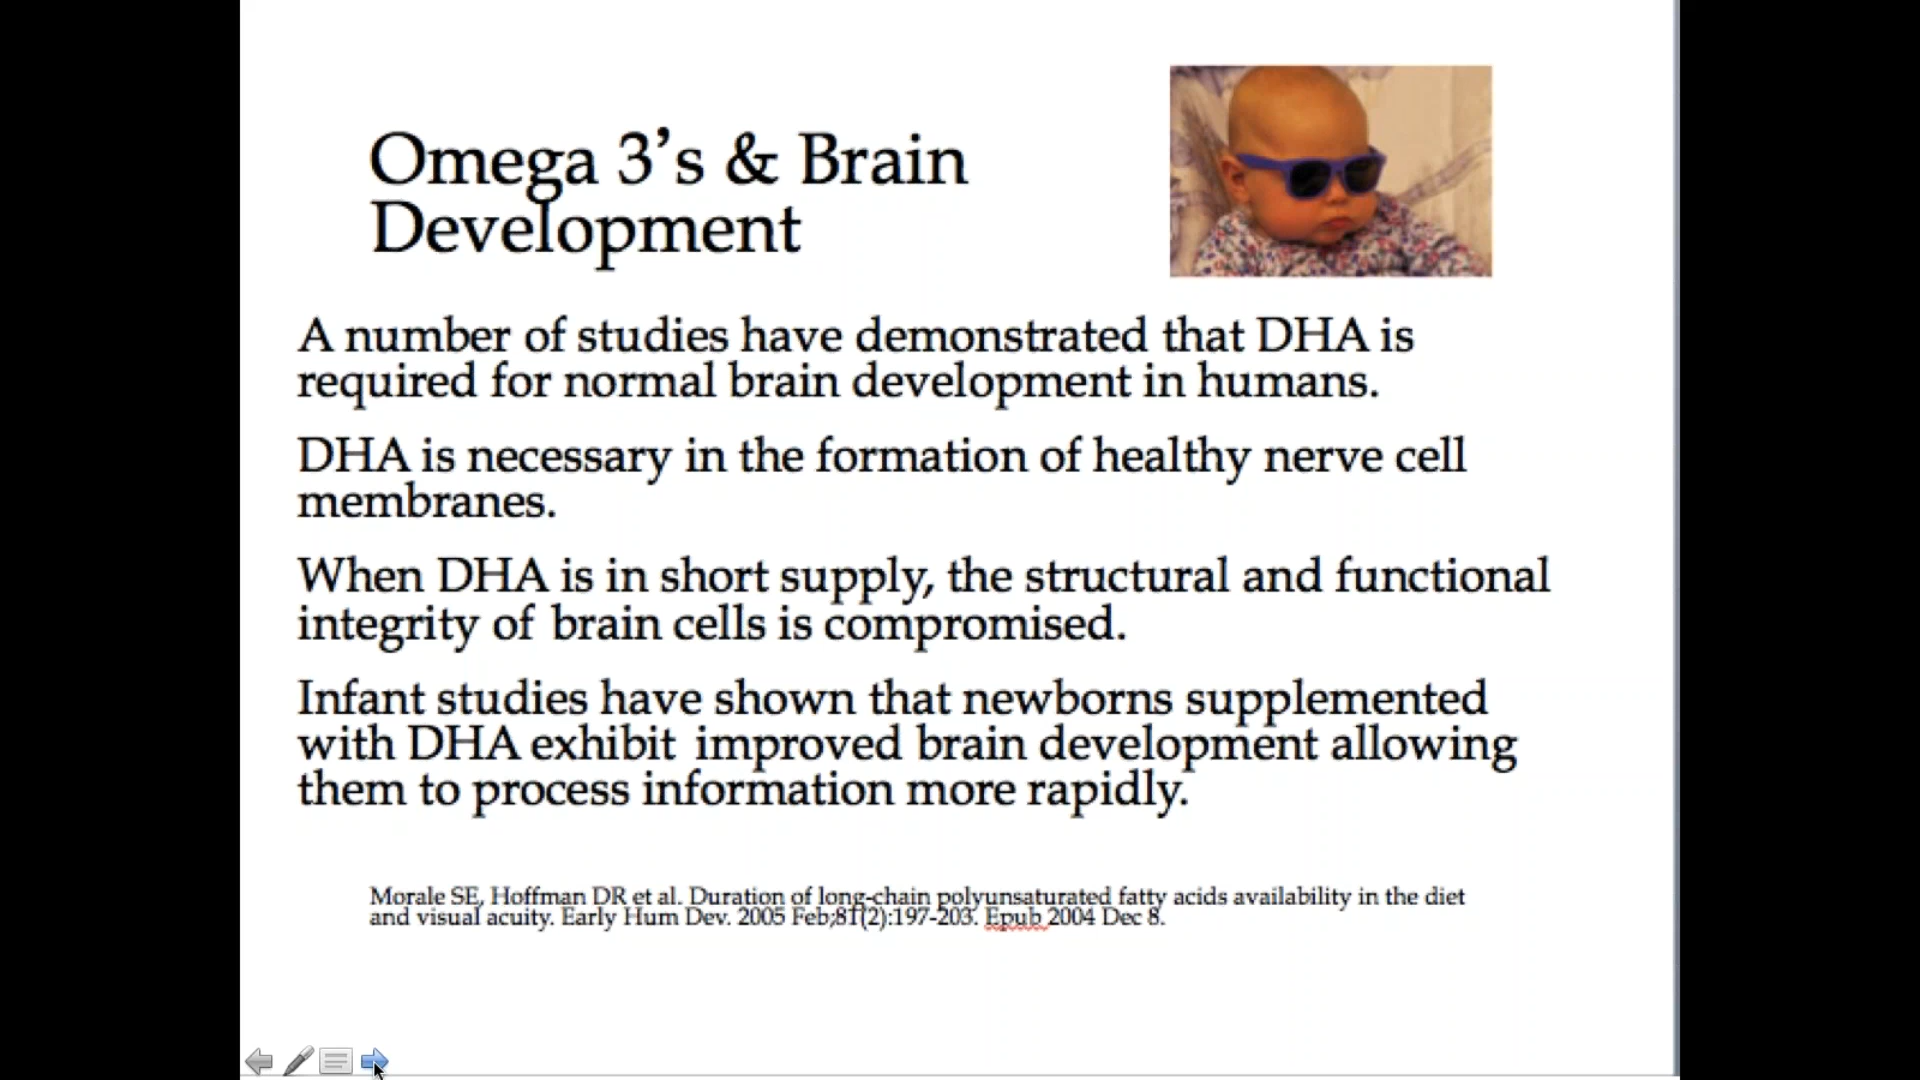 Omega 3’s & Brain
Development
A number of studies have demonstrated that DHA is
required for normal brain development in humans.
DHA is necessary in the formation of healthy nerve cell
membranes.
When DHA is in short supply, the structural and functional
integrity of brain cells is compromised.
Infant studies have shown that newborns supplemented
with DHA exhibit improved brain development allowing
them to process information more rapidly.
Morale SE, Hoffman DR et al. Duration of long-chain polyunsaturated fatty acids availability in the diet
and visual acuity. Early Hum Dev. 2005 Feb;81(2):197-203. Epub 2004 Dec 8.